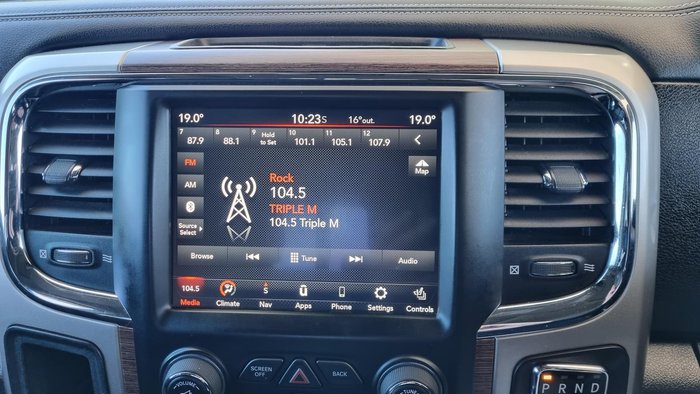 19.0° 10:23S 16°out. 19.0°
7 8 9 10 11 12
87.9 88.1 Hold to Set 101.1 105.1 107.9
FM
AM
Source
Select
Map
Rock
104.5
TRIPLE M
104.5 Triple M
Browse Tune Audio
104.5
Media Climate Nav Apps Phone Settings Controls
S
SCREEN
OFF
BACK
VOLUME
TUNE
P R N D